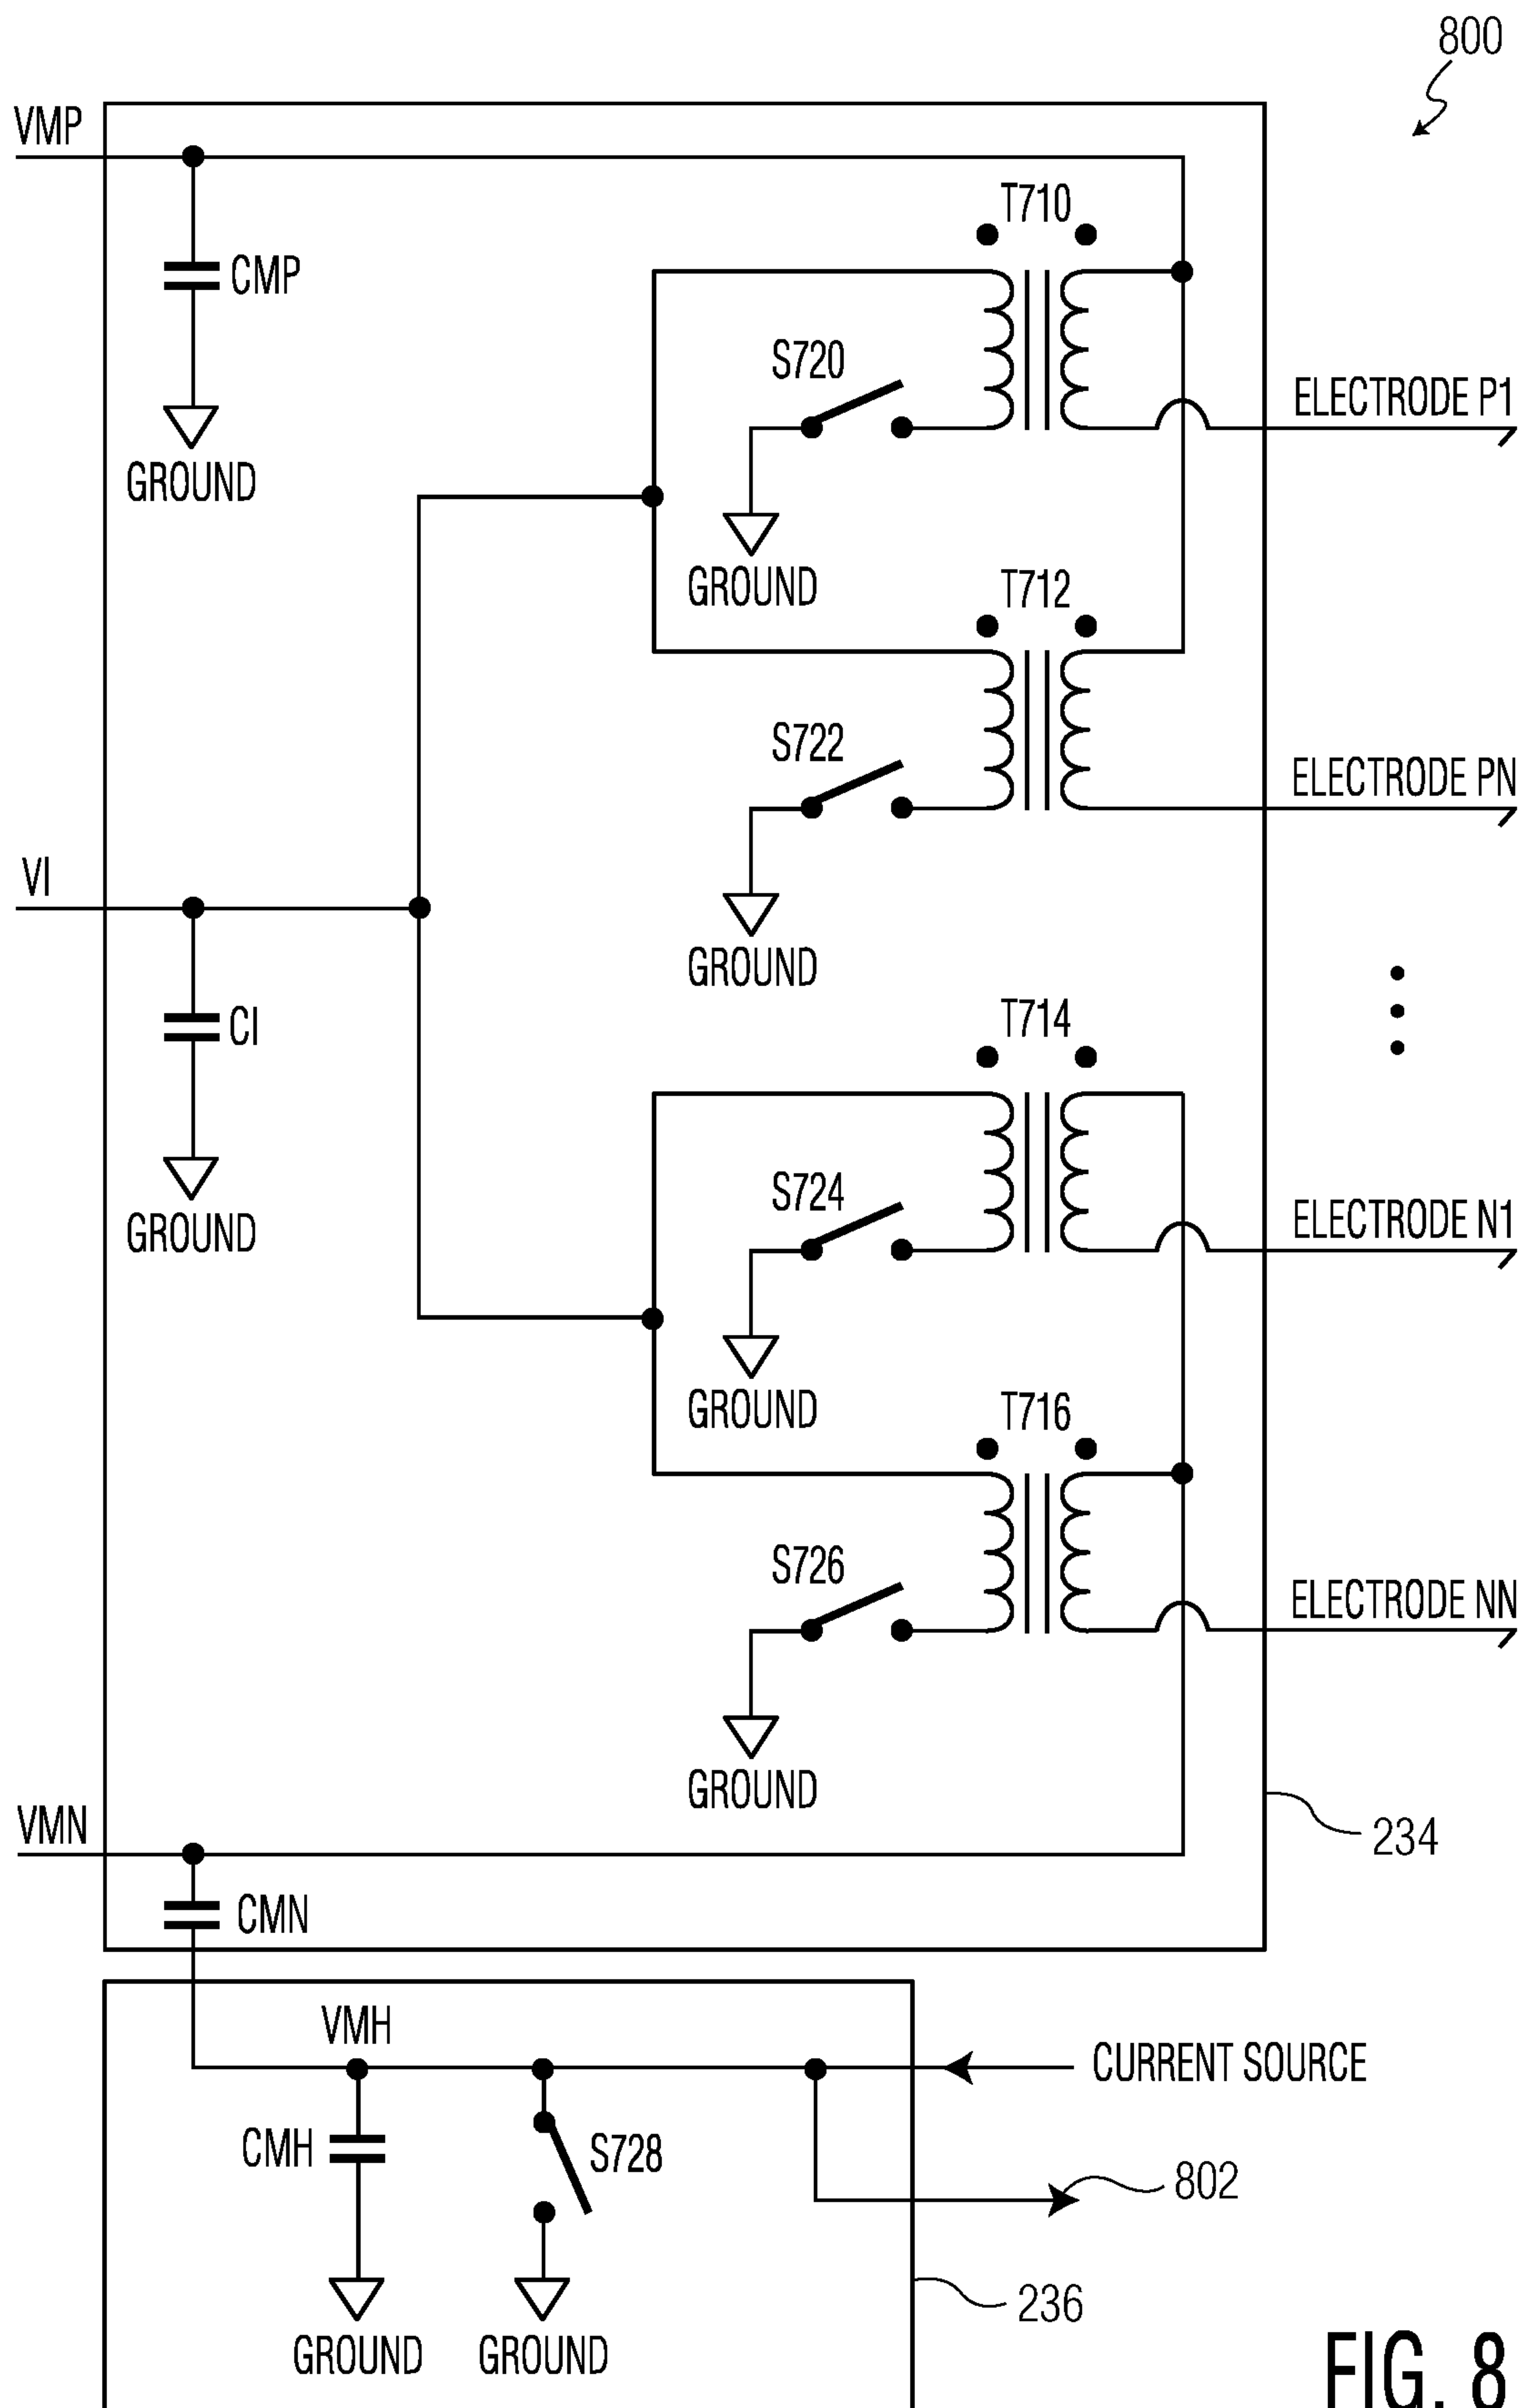 800
VMP
T710
CMP
S720
ELECTRODE P1
GROUND
GROUND
T712
S722
ELECTRODE PN
VI
GROUND
T714
CI
S724
ELECTRODE N1
GROUND
GROUND
T716
S726
ELECTRODE NN
GROUND
VMN
234
CMN
VMH
CURRENT SOURCE
CMH
S728
802
236
GROUND
GROUND
FIG. 8